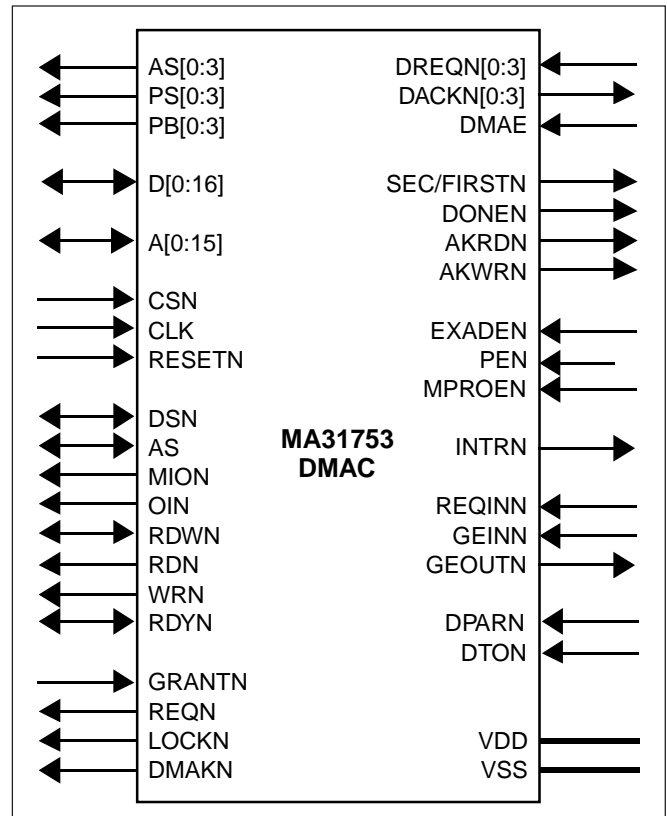 AS[0:3]
PS[0:3]
PB[0:3]
D[0:16]
A[0:15]
CSN
CLK
RESETN
DSN
AS
MION
OIN
RDWN
RDN
WRN
RDYN
GRANTN
REQN
LOCKN
DMAKN
MA31753
DMAC
DREQN[0:3]
DACKN[0:3]
DMAE
SEC/FIRSTN
DONEN
AKRDN
AKWRN
EXADEN
PEN
MPROEN
INTRN
REQINN
GEINN
GEOUTN
DPARN
DTON
VDD
VSS